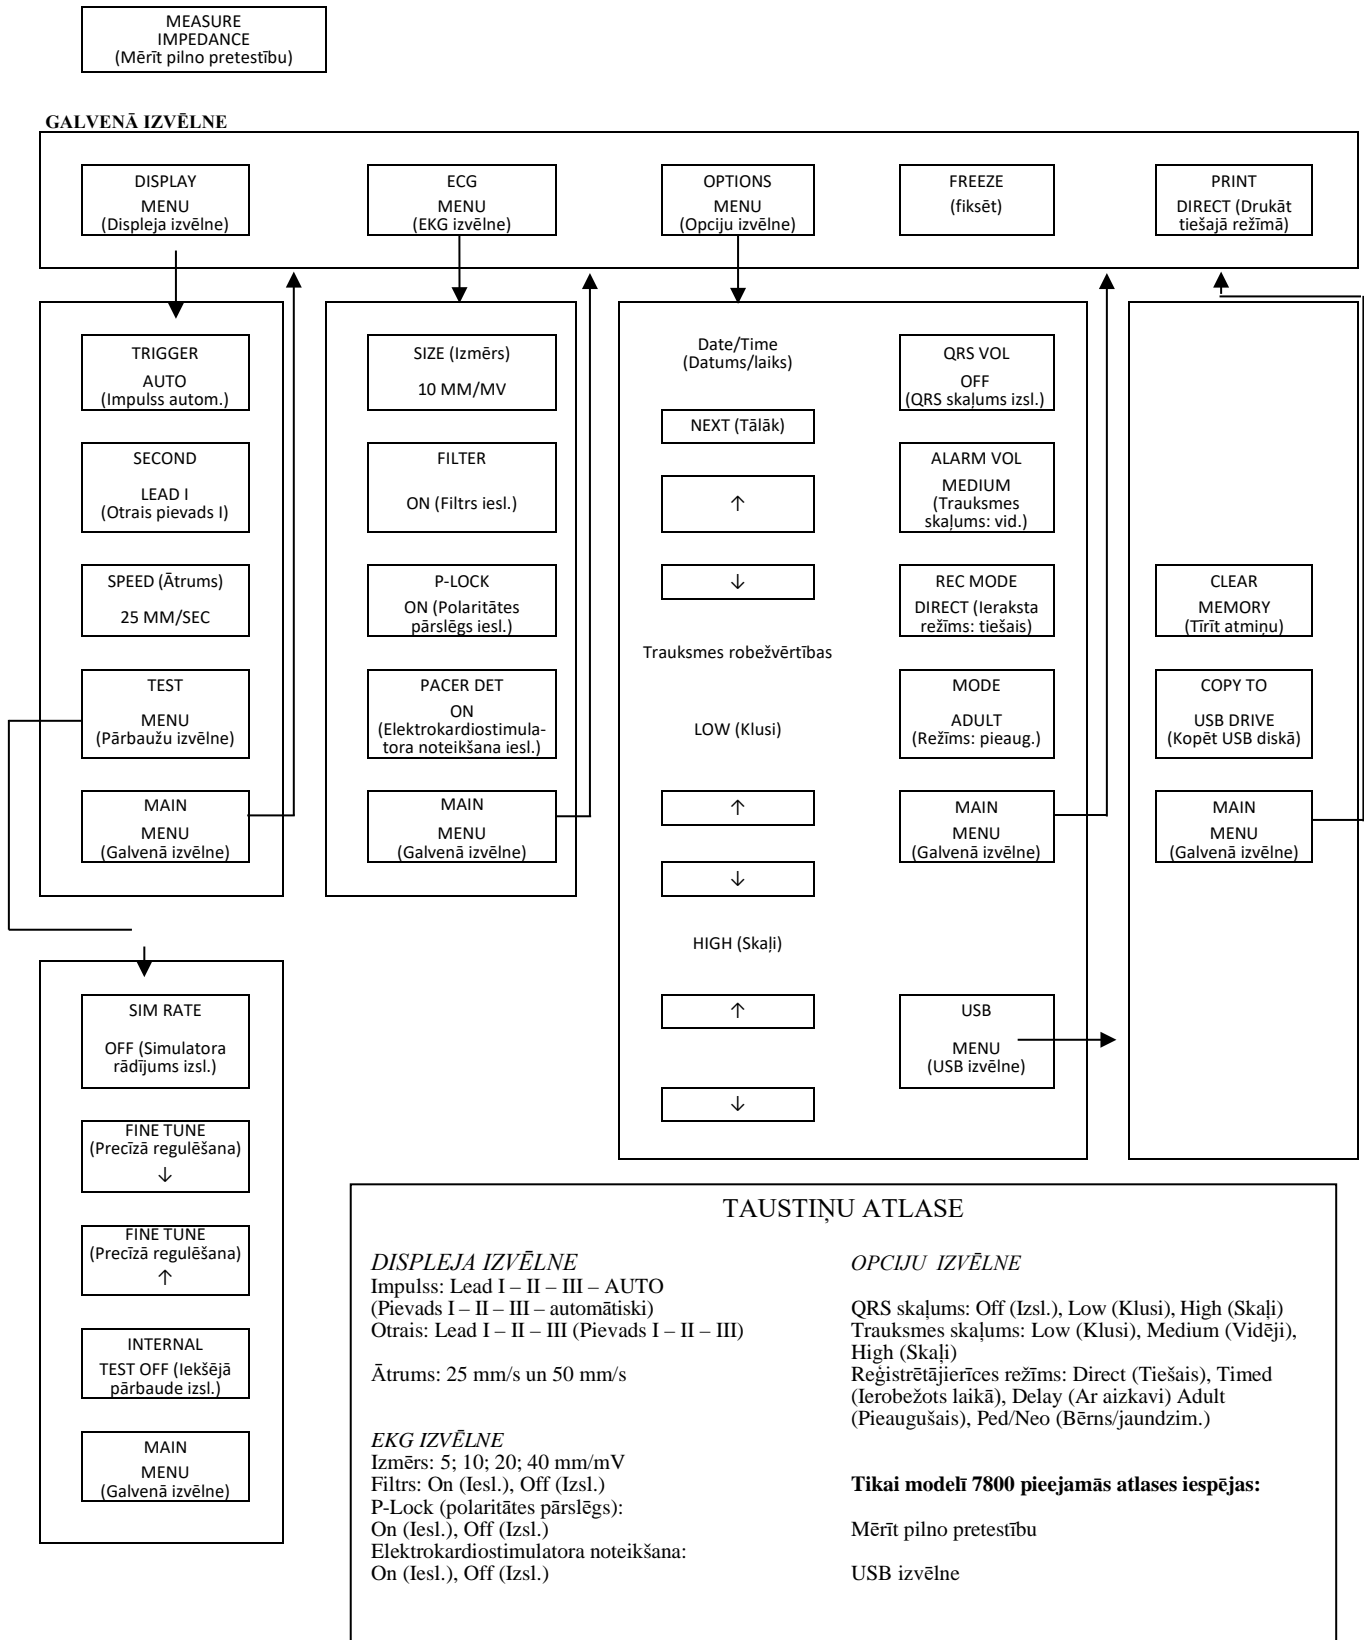 MEASURE
IMPEDANCE
(Mērīt pilno pretestību)
GALVENĀ IZVĒLNE
DISPLAY
MENU
(Displeja izvēlne)
ECG
MENU
(EKG izvēlne)
OPTIONS
MENU
(Opciju izvēlne)
FREEZE
(fiksēt)
PRINT
DIRECT (Drukāt
tiešajā režīmā)
TRIGGER
AUTO
(Impulss autom.)
SECOND
LEAD I
(Otrais pievads I)
SPEED (Ātrums)
25 MM/SEC
TEST
MENU
(Pārbaužu izvēlne)
MAIN
MENU
(Galvenā izvēlne)
SIZE (Izmērs)
10 MM/MV
FILTER
ON (Filtrs iesl.)
P-LOCK
ON (Polaritātes
pārslēgs iesl.)
PACER DET
ON
(Elektrokardiostimula-
tora noteikšana iesl.)
MAIN
MENU
(Galvenā izvēlne)
Date/Time
(Datums/laiks)
NEXT (Tālāk)
↑
↓
Trauksmes robežvērtības
LOW (Klusi)
↑
↓
HIGH (Skaļi)
↑
↓
QRS VOL
OFF
(QRS skaļums izsl.)
ALARM VOL
MEDIUM
(Trauksmes
skaļums: vid.)
REC MODE
DIRECT (Ieraksta
režīms: tiešais)
MODE
ADULT
(Režīms: pieaug.)
MAIN
MENU
(Galvenā izvēlne)
USB
MENU
(USB izvēlne)
CLEAR
MEMORY
(Tīrīt atmiņu)
COPY TO
USB DRIVE
(Kopēt USB diskā)
MAIN
MENU
(Galvenā izvēlne)
SIM RATE
OFF (Simulatora
rādījums izsl.)
FINE TUNE
(Precīzā regulēšana)
↓
FINE TUNE
(Precīzā regulēšana)
↑
INTERNAL
TEST OFF (Iekšējā
pārbaude izsl.)
MAIN
MENU
(Galvenā izvēlne)
TAUSTIŅU ATLASE
DISPLEJA IZVĒLNE
Impulss: Lead I – II – III – AUTO
(Pievads I – II – III – automātiski)
Otrais: Lead I – II – III (Pievads I – II – III)
Ātrums: 25 mm/s un 50 mm/s
EKG IZVĒLNE
Izmērs: 5; 10; 20; 40 mm/mV
Filtrs: On (Iesl.), Off (Izsl.)
P-Lock (polaritātes pārslēgs):
On (Iesl.), Off (Izsl.)
Elektrokardiostimulatora noteikšana:
On (Iesl.), Off (Izsl.)
OPCIJU IZVĒLNE
QRS skaļums: Off (Izsl.), Low (Klusi), High (Skaļi)
Trauksmes skaļums: Low (Klusi), Medium (Vidēji),
High (Skaļi)
Reģistrētājierīces režīms: Direct (Tiešais), Timed
(Ierobežots laikā), Delay (Ar aizkavi) Adult
(Pieaugušais), Ped/Neo (Bērns/jaundzim.)
Tikai modelī 7800 pieejamās atlases iespējas:
Mērīt pilno pretestību
USB izvēlne